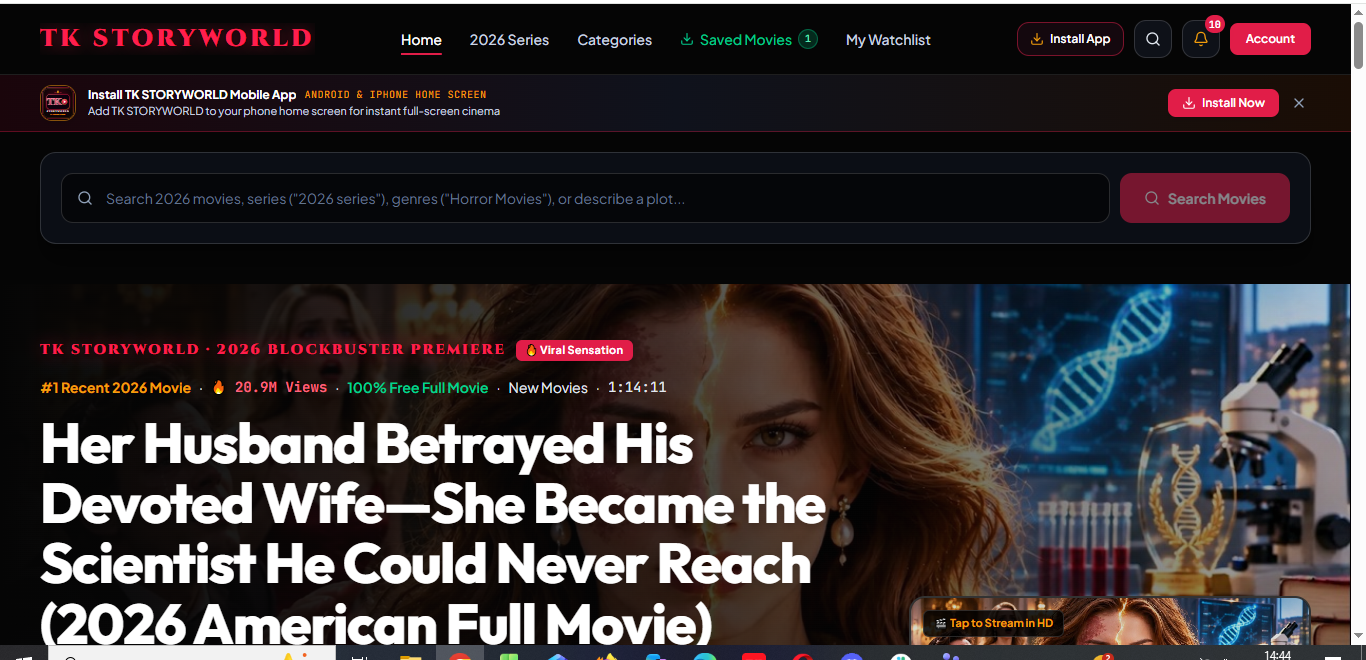 TK STORYWORLD
Home
2026 Series
Categories
Saved Movies 1
My Watchlist
Install App
10
Account
TK
Install TK STORYWORLD Mobile App ANDROID & IPHONE HOME SCREEN
Add TK STORYWORLD to your phone home screen for instant full-screen cinema
Install Now
Search 2026 movies, series ("2026 series"), genres ("Horror Movies"), or describe a plot...
Search Movies
TK STORYWORLD · 2026 BLOCKBUSTER PREMIERE 🔥 Viral Sensation
#1 Recent 2026 Movie · 🔥 20.9M Views · 100% Free Full Movie · New Movies · 1:14:11
Her Husband Betrayed His
Devoted Wife—She Became the
Scientist He Could Never Reach
(2026 American Full Movie)
🎬 Tap to Stream in HD
2
14:44